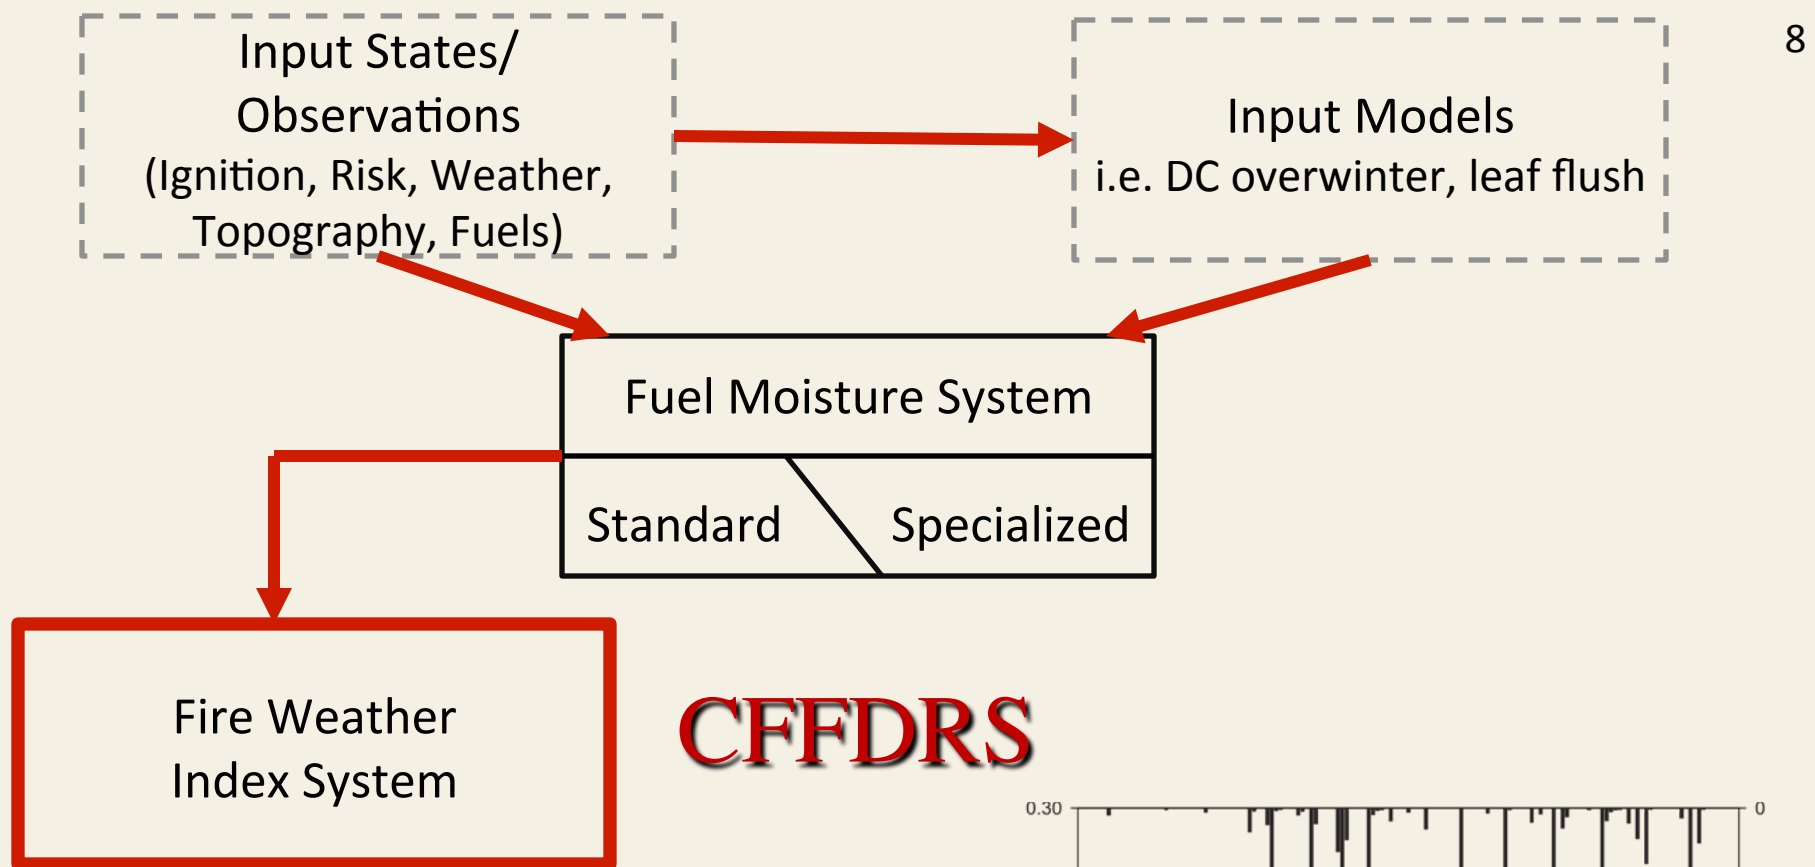 8
Input States/
Observations
(Ignition, Risk, Weather,
Topography, Fuels)
Input Models
i.e. DC overwinter, leaf flush
Fuel Moisture System
Standard
Specialized
Fire Weather
Index System
CFFDRS
0.30
0